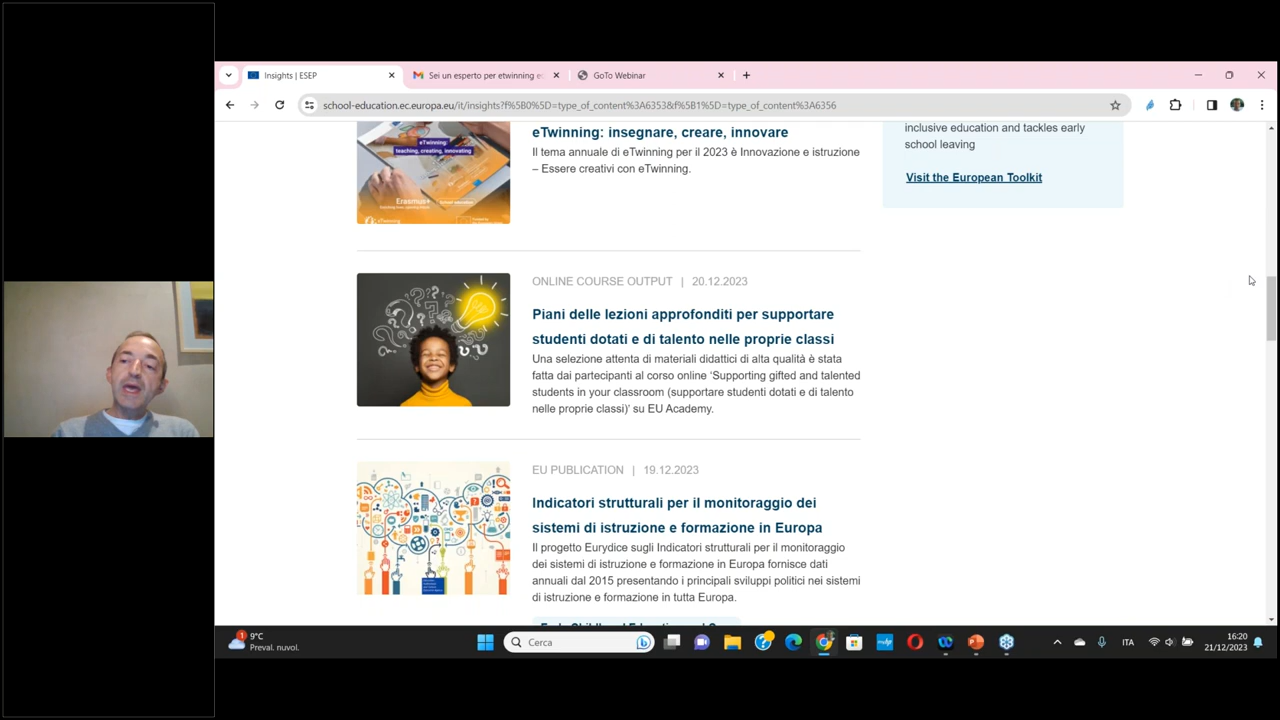 Insights | ESEP
Sei un esperto per etwinning e
GoTo Webinar
school-education.ec.europa.eu/it/insights?f%5B0%5D=type_of_content%3A6353&f%5B1%5D=type_of_content%3A6356
eTwinning:
teaching, creating, innovating
Erasmus+
eTwinning
eTwinning: insegnare, creare, innovare
Il tema annuale di eTwinning per il 2023 è Innovazione e istruzione
– Essere creativi con eTwinning.
inclusive education and tackles early
school leaving
Visit the European Toolkit
ONLINE COURSE OUTPUT | 20.12.2023
Piani delle lezioni approfonditi per supportare
studenti dotati e di talento nelle proprie classi
Una selezione attenta di materiali didattici di alta qualità è stata
fatta dai partecipanti al corso online ‘Supporting gifted and talented
students in your classroom (supportare studenti dotati e di talento
nelle proprie classi)’ su EU Academy.
EU PUBLICATION | 19.12.2023
Indicatori strutturali per il monitoraggio dei
sistemi di istruzione e formazione in Europa
Il progetto Eurydice sugli Indicatori strutturali per il monitoraggio
dei sistemi di istruzione e formazione in Europa fornisce dati
annuali dal 2015 presentando i principali sviluppi politici nei sistemi
di istruzione e formazione in tutta Europa.
1
9°C
Preval. nuvol.
Cerca
ITA
16:20
21/12/2023